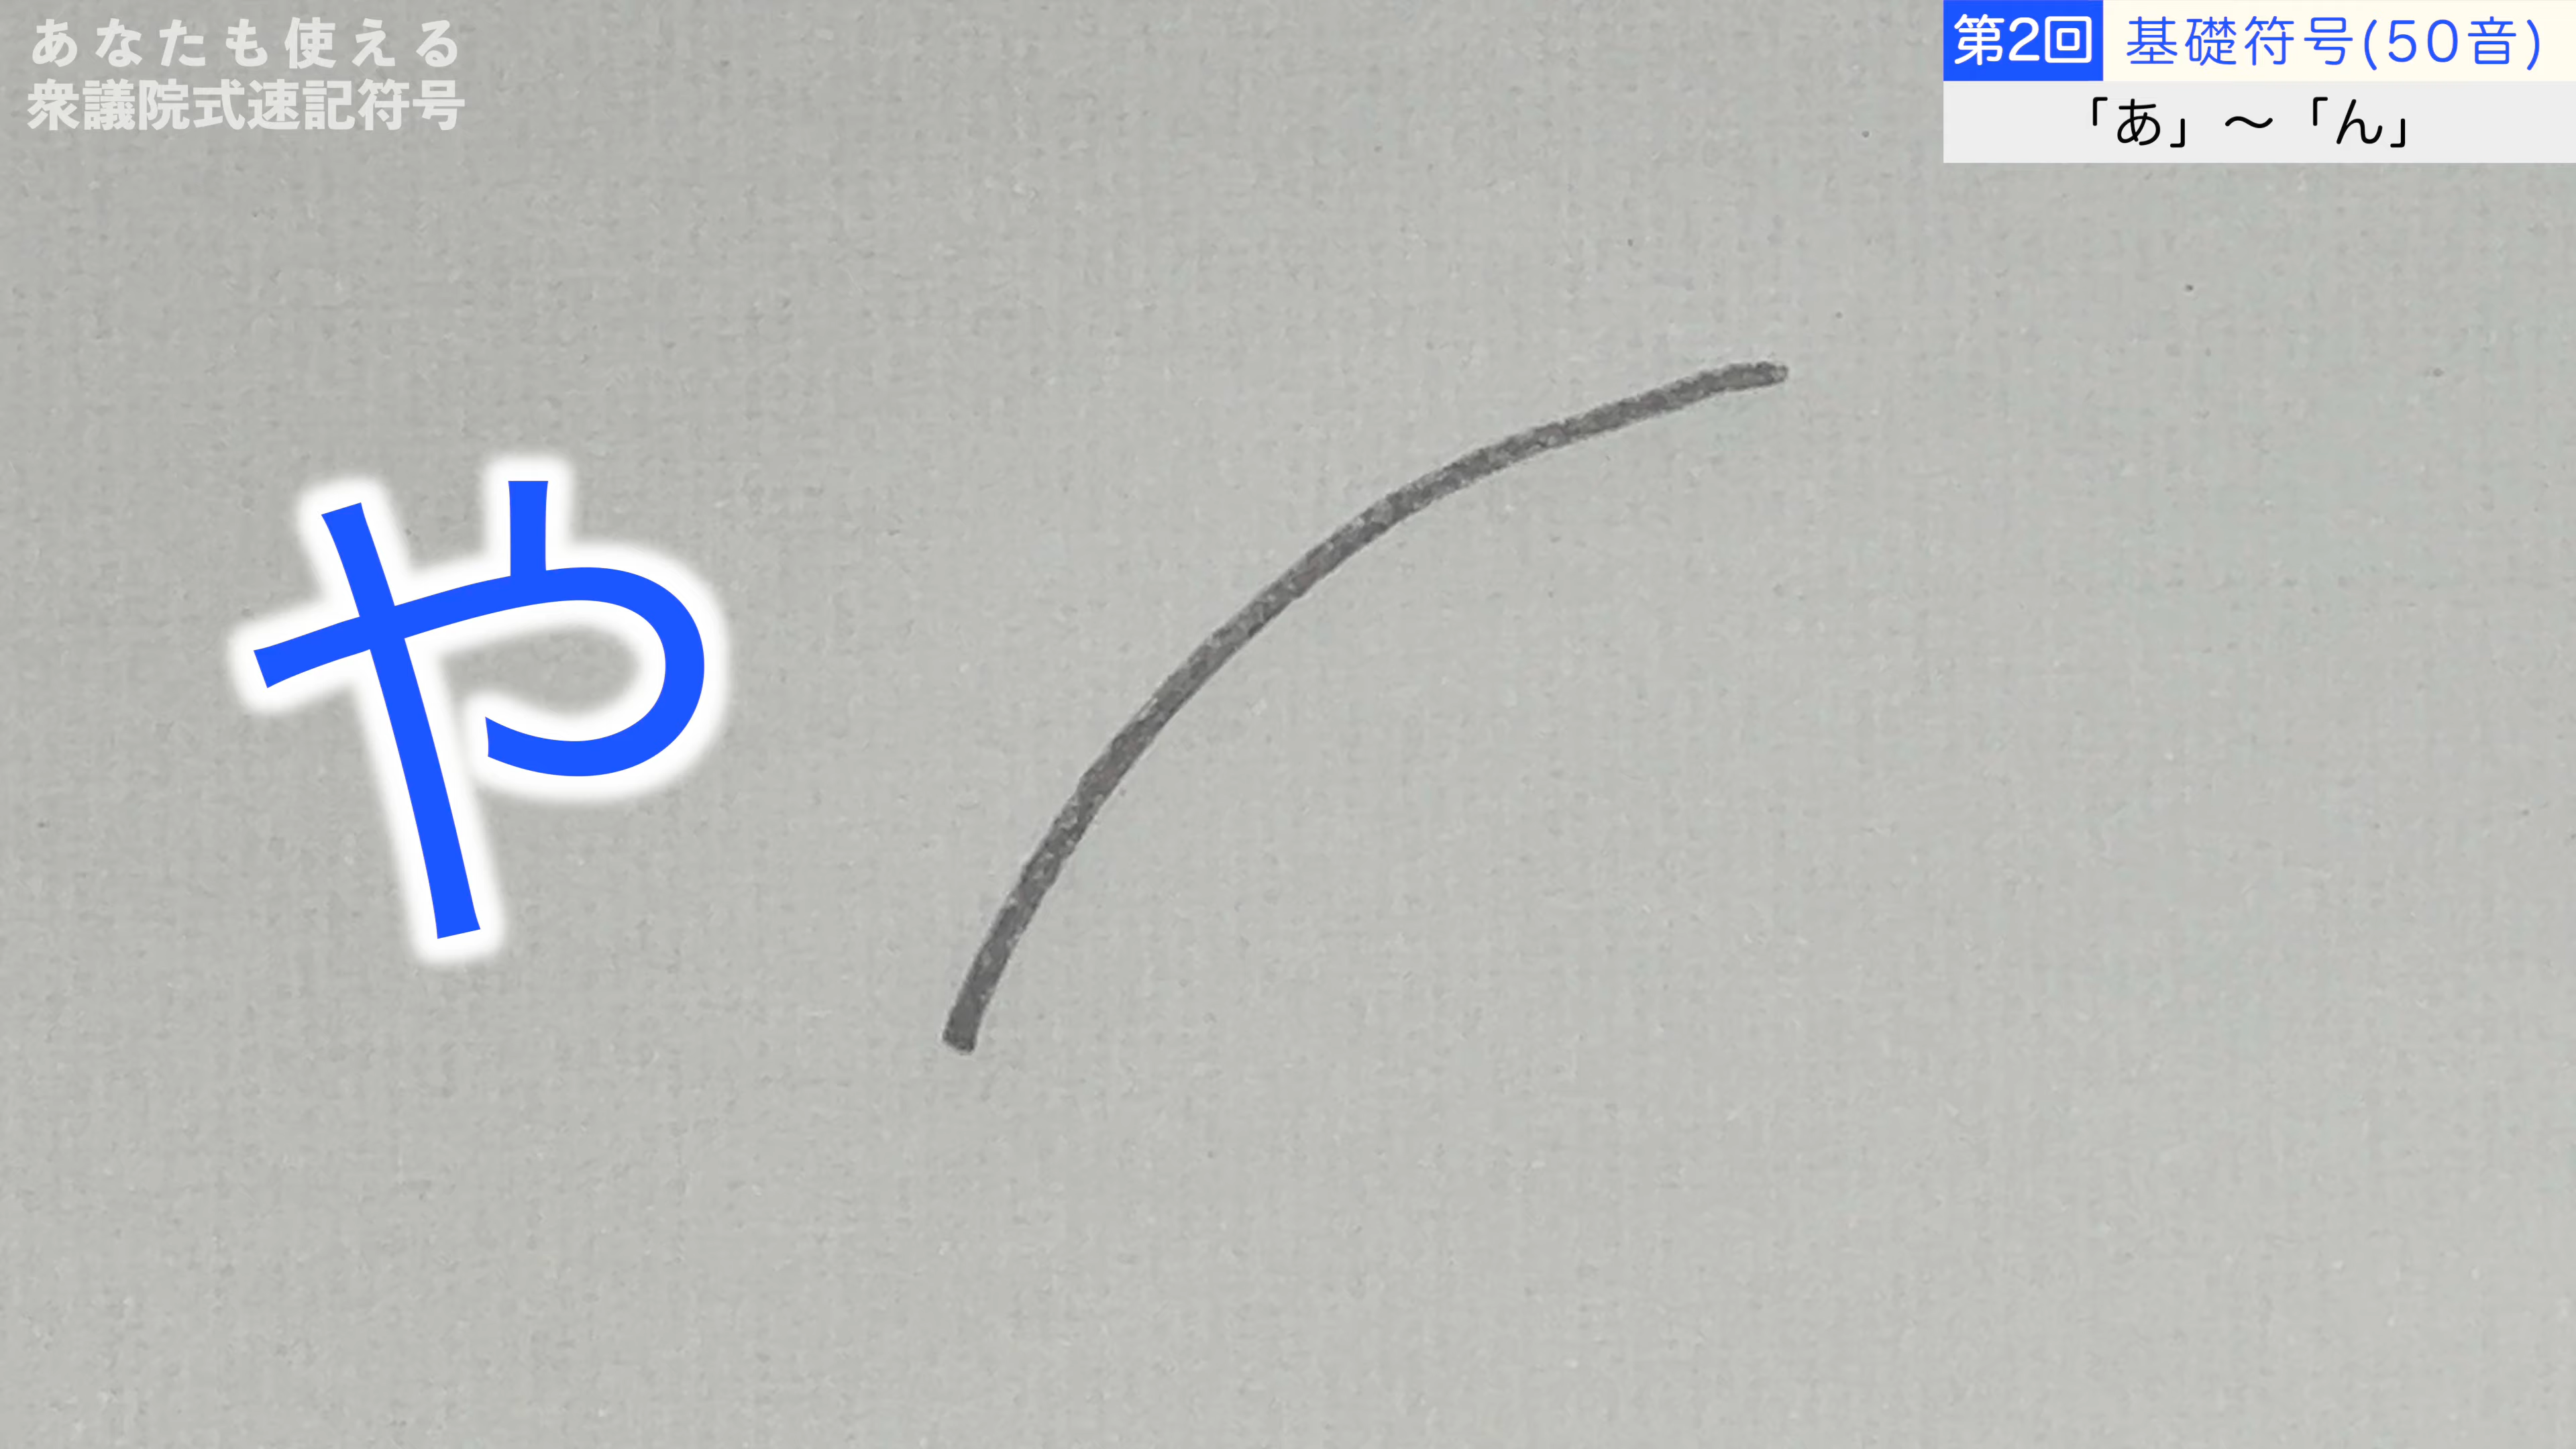 あなたも使える
衆議院式速記符号
第2回 基礎符号(50音)
「あ」～「ん」
や